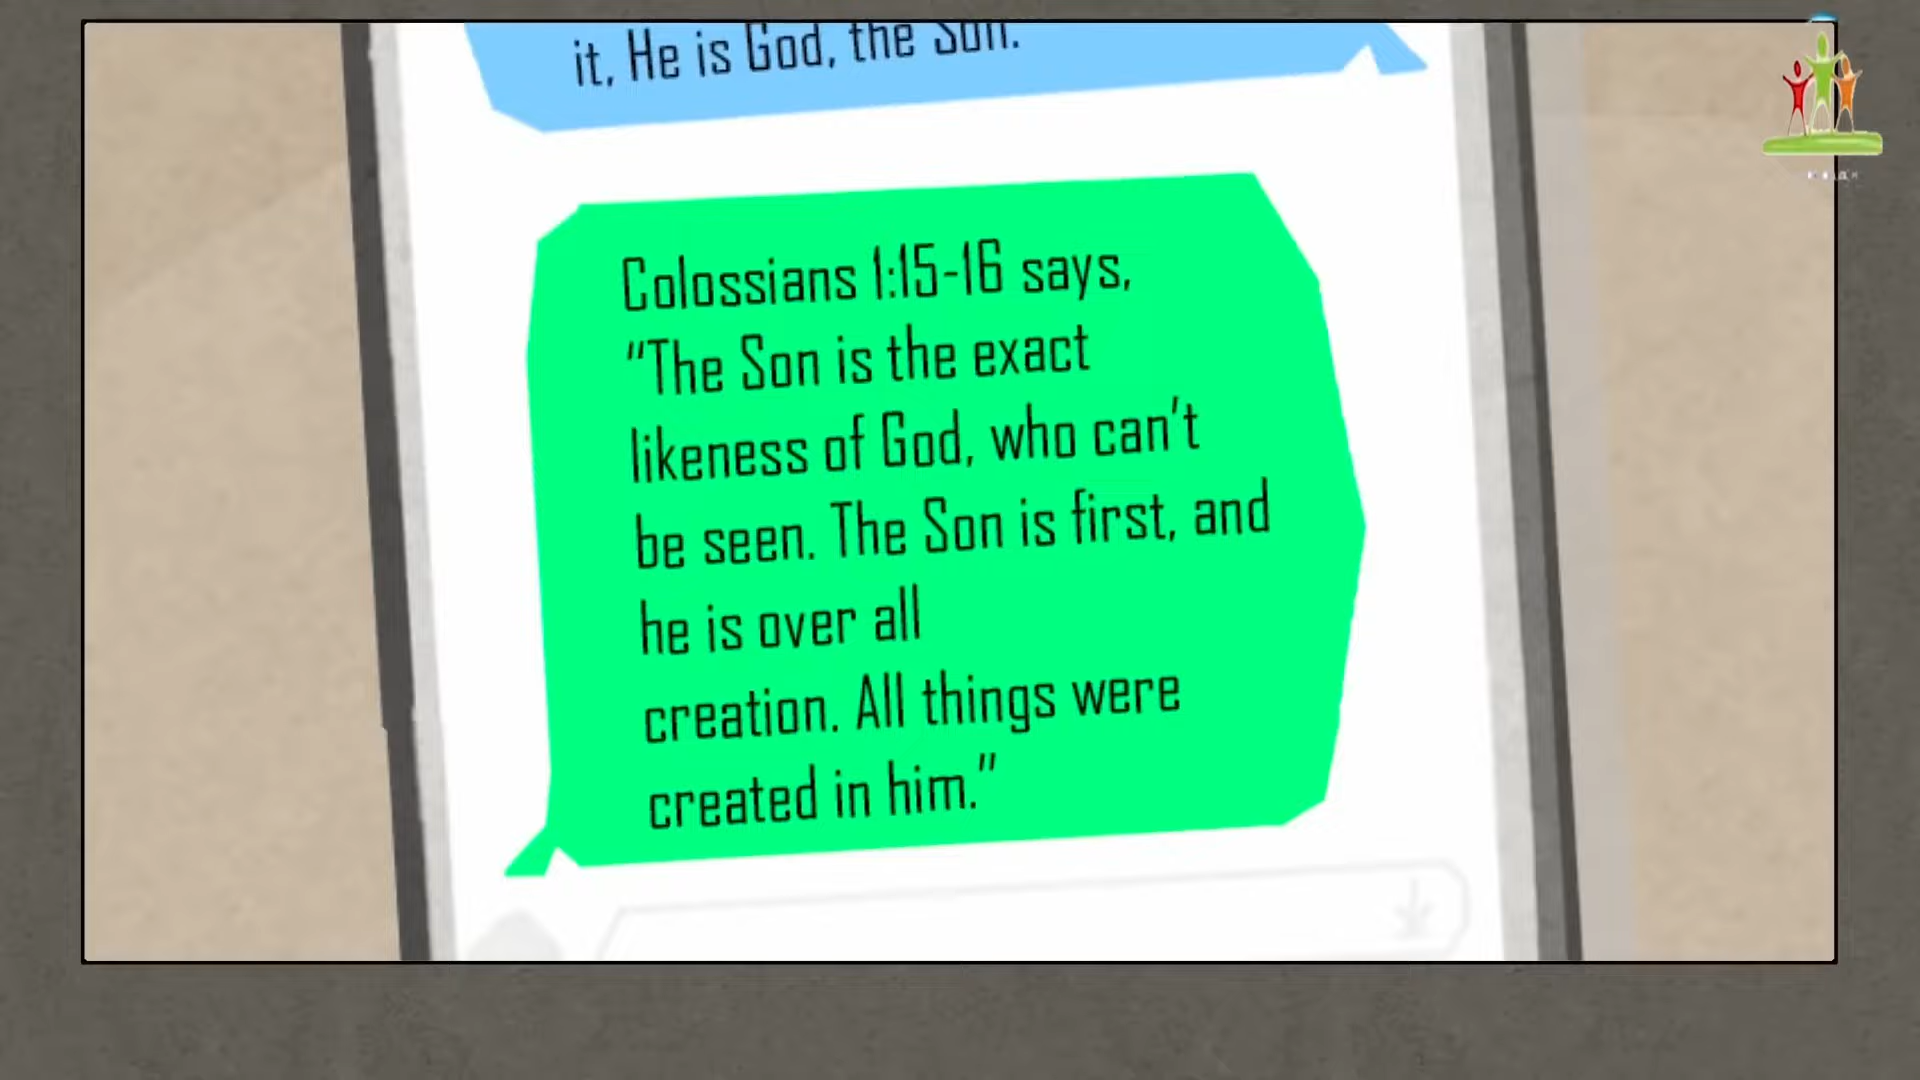 it, He is God, the Son.
Colossians 1:15-16 says,
“The Son is the exact
likeness of God, who can’t
be seen. The Son is first, and
he is over all
creation. All things were
created in him.”